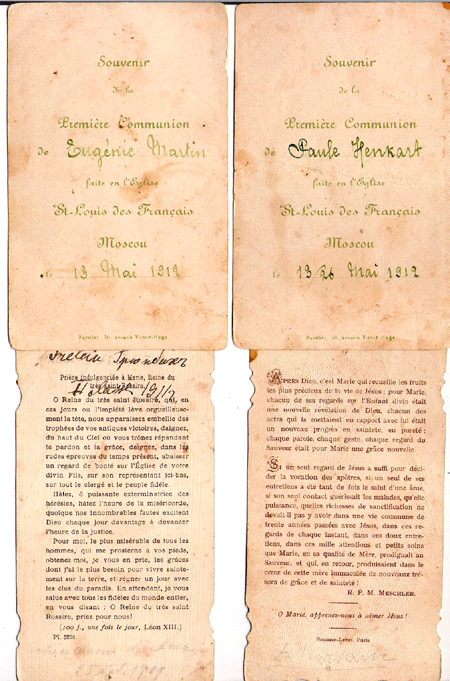 Souvenir
de la
Première Communion
de Eugénie Martin
faite en l'Eglise
St-Louis des Français
Moscou
le 13 Mai 1912
Souvenir
de la
Première Communion
de Paule Henkart
faite en l'Eglise
St-Louis des Français
Moscou
13 26 Mai 1912
Prière indulgenciée à Marie, Reine du
très saint Rosaire.
O Reine du très saint Rosaire, qui, en
ces jours où l'impiété lève orgueilleuse-
ment la tête, nous apparaissez embellie des
trophées de vos antiques victoires, daignez,
du haut du Ciel où vous trônez répandant
le pardon et la grâce, daignez, dans les
rudes épreuves du temps présent, abaisser
un regard de bonté sur l'Église de votre
divin Fils, sur son représentant ici-bas,
sur tout le clergé et le peuple fidèle.
Hâtez, ô puissante exterminatrice des
hérésies, hâtez l'heure de la miséricorde,
quoique nos innombrables fautes excitent
Dieu chaque jour davantage à devancer
l'heure de la justice.
Pour moi, le plus misérable de tous les
hommes, qui me prosterne à vos pieds,
obtenez moi, je vous en prie, les grâces
dont j'ai le plus besoin pour vivre sainte-
ment sur la terre, et régner un jour avec
les élus du paradis. En attendant, je vous
salue avec tous les fidèles du monde entier,
en vous disant : O Reine du très saint
Rosaire, priez pour nous!
(100 j., une fois le jour, Léon XIII.)
Pl. 5224.
APRÈS Dieu, c'est Marie qui recueille les fruits
les plus précieux de la vie de Jésus; pour Marie,
chacun de ses regards sur l'Enfant divin était
une nouvelle révélation de Dieu, chacun des
actes qui la mettaient en rapport avec lui était
un nouveau progrès en sainteté, en pureté;
chaque parole, chaque geste, chaque regard du
Sauveur était pour Marie une grâce nouvelle.
Si un seul regard de Jésus a suffi pour déci-
der la vocation des apôtres, si un seul de ses
entretiens a été tant de fois le salut d'une âme,
si son seul contact guérissait les malades, quelle
puissance, quelles richesses de sanctification ne
devait-il pas y avoir dans une vie commune de
trente années passées avec Jésus, dans ces re-
gards de chaque instant, dans ces doux entre-
tiens, dans ces mille attentions et petits soins
que Marie, en sa qualité de Mère, prodiguait au
Sauveur, et qui, en retour, produisaient dans le
cœur de cette mère immaculée de nouveaux tré-
sors de grâce et de sainteté!
R. P. M. MESCHLER.
O Marie, apprenez-nous à aimer Jésus!
Boumard-Lebel, Paris